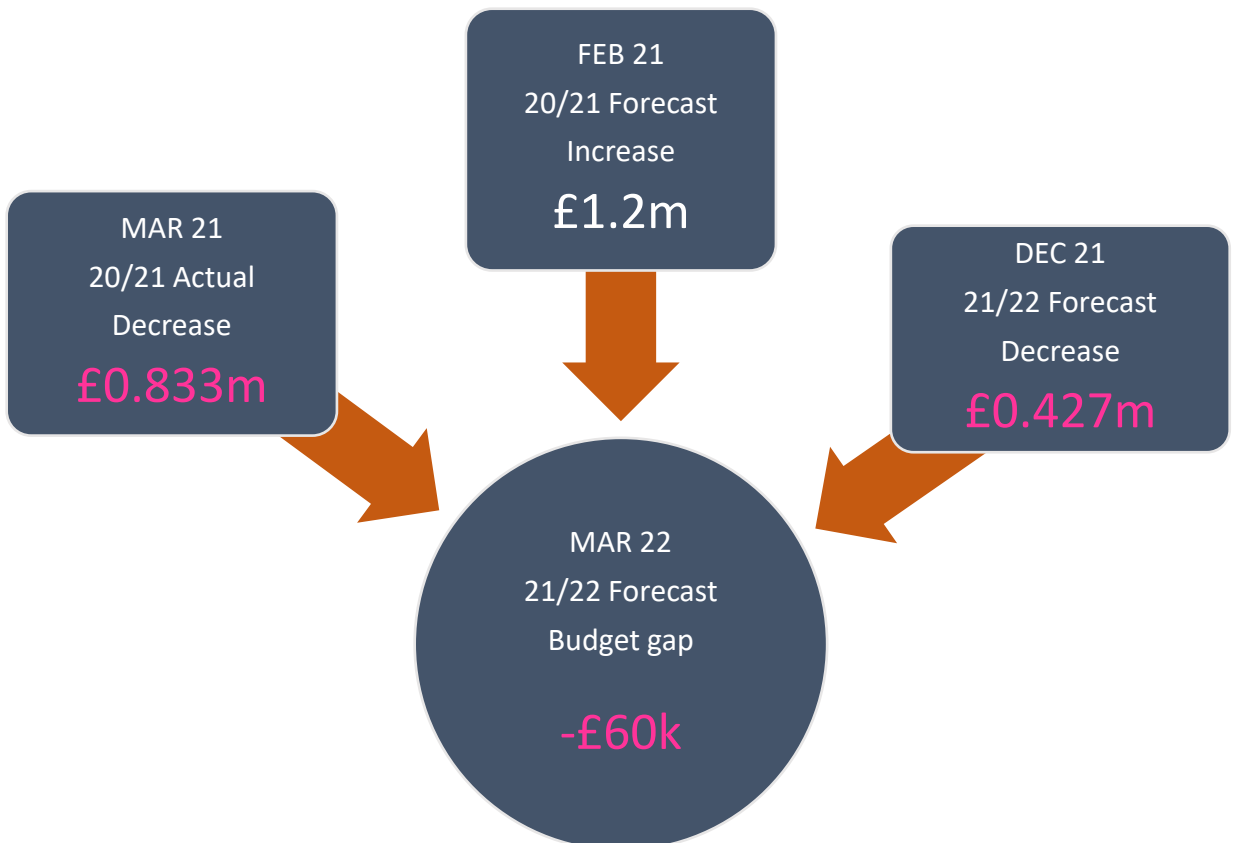 FEB 21
20/21 Forecast
Increase
£1.2m
MAR 21
20/21 Actual
Decrease
£0.833m
DEC 21
21/22 Forecast
Decrease
£0.427m
MAR 22
21/22 Forecast
Budget gap
-£60k